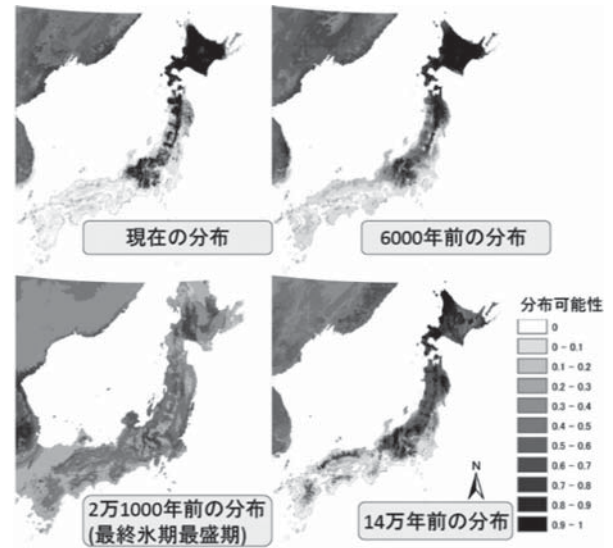 現在の分布
6000年前の分布
2万1000年前の分布
(最終氷期最盛期)
14万年前の分布
N
分布可能性
0
0 – 0.1
0.1 – 0.2
0.2 – 0.3
0.3 – 0.4
0.4 – 0.5
0.5 – 0.6
0.6 – 0.7
0.7 – 0.8
0.8 – 0.9
0.9 – 1